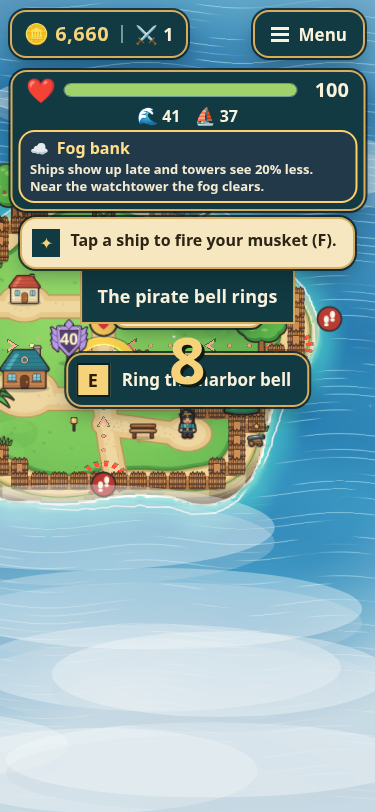 6,660 1
Menu
100
41 37
Fog bank
Ships show up late and towers see 20% less.
Near the watchtower the fog clears.
Tap a ship to fire your musket (F).
The pirate bell rings
40
8
E Ring the harbor bell